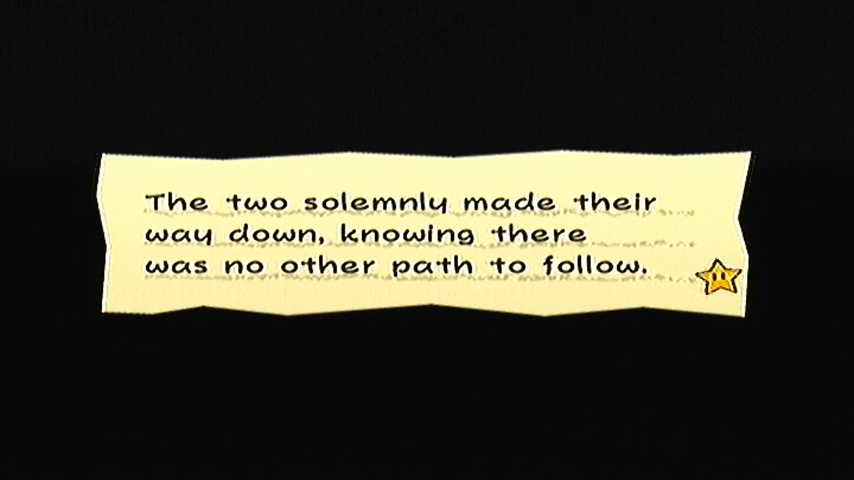 The two solemnly made their
way down, knowing there
was no other path to follow.